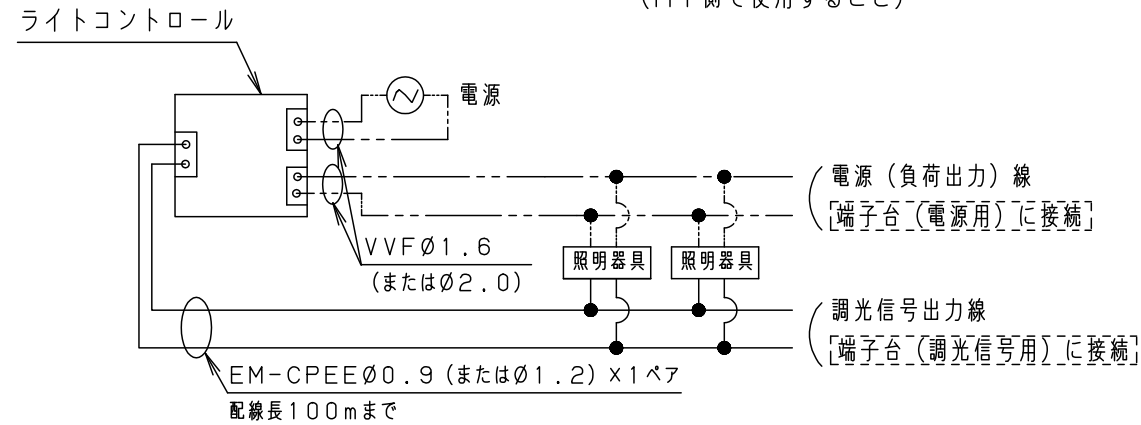 ライトコントロール
電源
電源（負荷出力）線
端子台（電源用）に接続
VVFØ1.6
（またはØ2.0）
照明器具
照明器具
調光信号出力線
端子台（調光信号用）に接続
EM-CPEEØ0.9（またはØ1.2）×1ペア
配線長100mまで